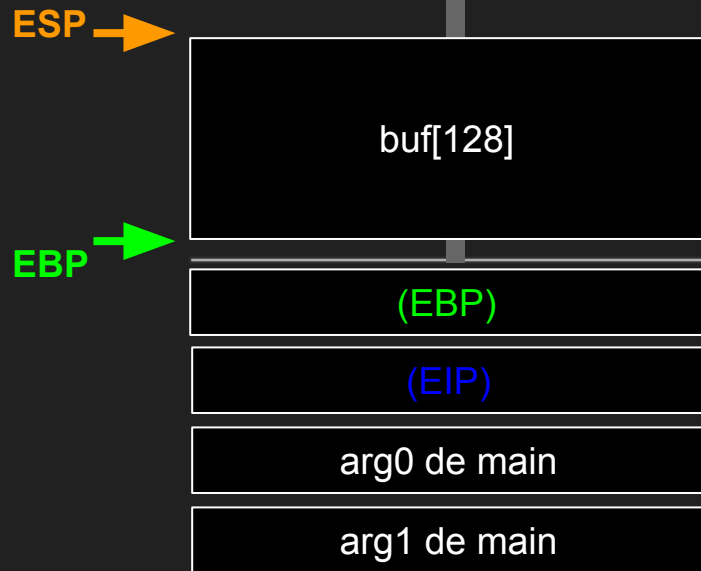 ESP
buf[128]
EBP
(EBP)
(EIP)
arg0 de main
arg1 de main